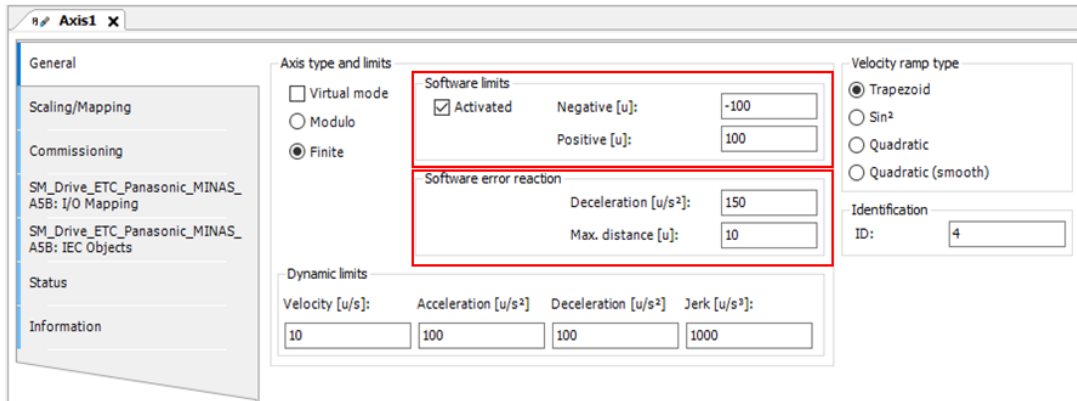 Axis1
General
Scaling/Mapping
Commissioning
SM_Drive_ETC_Panasonic_MINAS_
A5B: I/O Mapping
SM_Drive_ETC_Panasonic_MINAS_
A5B: IEC Objects
Status
Information
Axis type and limits
Virtual mode
Modulo
Finite
Software limits
Activated
Negative [u]: -100
Positive [u]: 100
Software error reaction
Deceleration [u/s²]: 150
Max. distance [u]: 10
Dynamic limits
Velocity [u/s]: Acceleration [u/s²] Deceleration [u/s²] Jerk [u/s³]:
10 100 100 1000
Velocity ramp type
Trapezoid
Sin²
Quadratic
Quadratic (smooth)
Identification
ID: 4